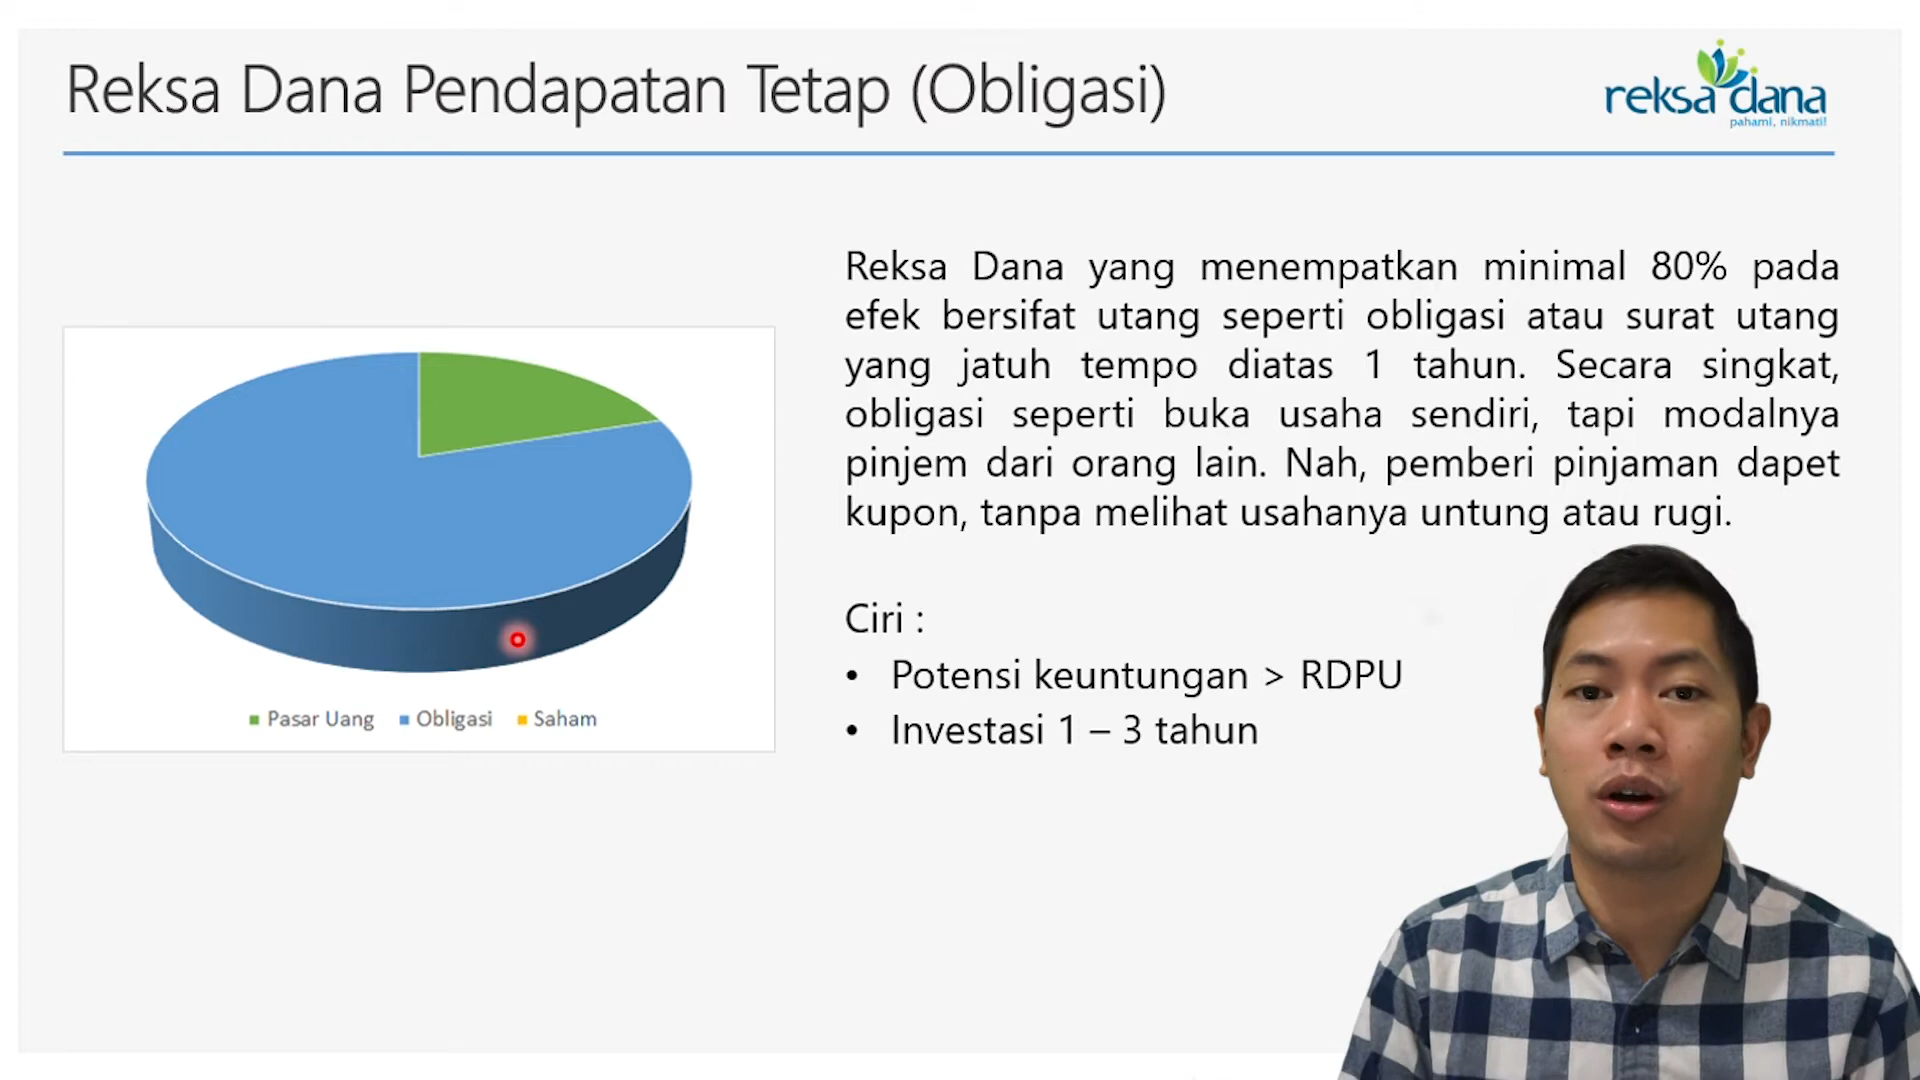 Reksa Dana Pendapatan Tetap (Obligasi)
reksa dana
pahami, nikmati!
Reksa Dana yang menempatkan minimal 80% pada
efek bersifat utang seperti obligasi atau surat utang
yang jatuh tempo diatas 1 tahun. Secara singkat,
obligasi seperti buka usaha sendiri, tapi modalnya
pinjem dari orang lain. Nah, pemberi pinjaman dapet
kupon, tanpa melihat usahanya untung atau rugi.
Ciri :
• Potensi keuntungan > RDPU
• Investasi 1 – 3 tahun
Pasar Uang Obligasi Saham